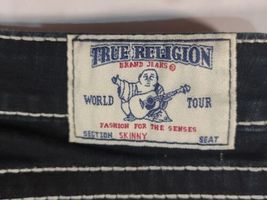 TRUE RELIGION
BRAND JEANS®
WORLD TOUR
FASHION FOR THE SENSES
SECTION SKINNY SEAT